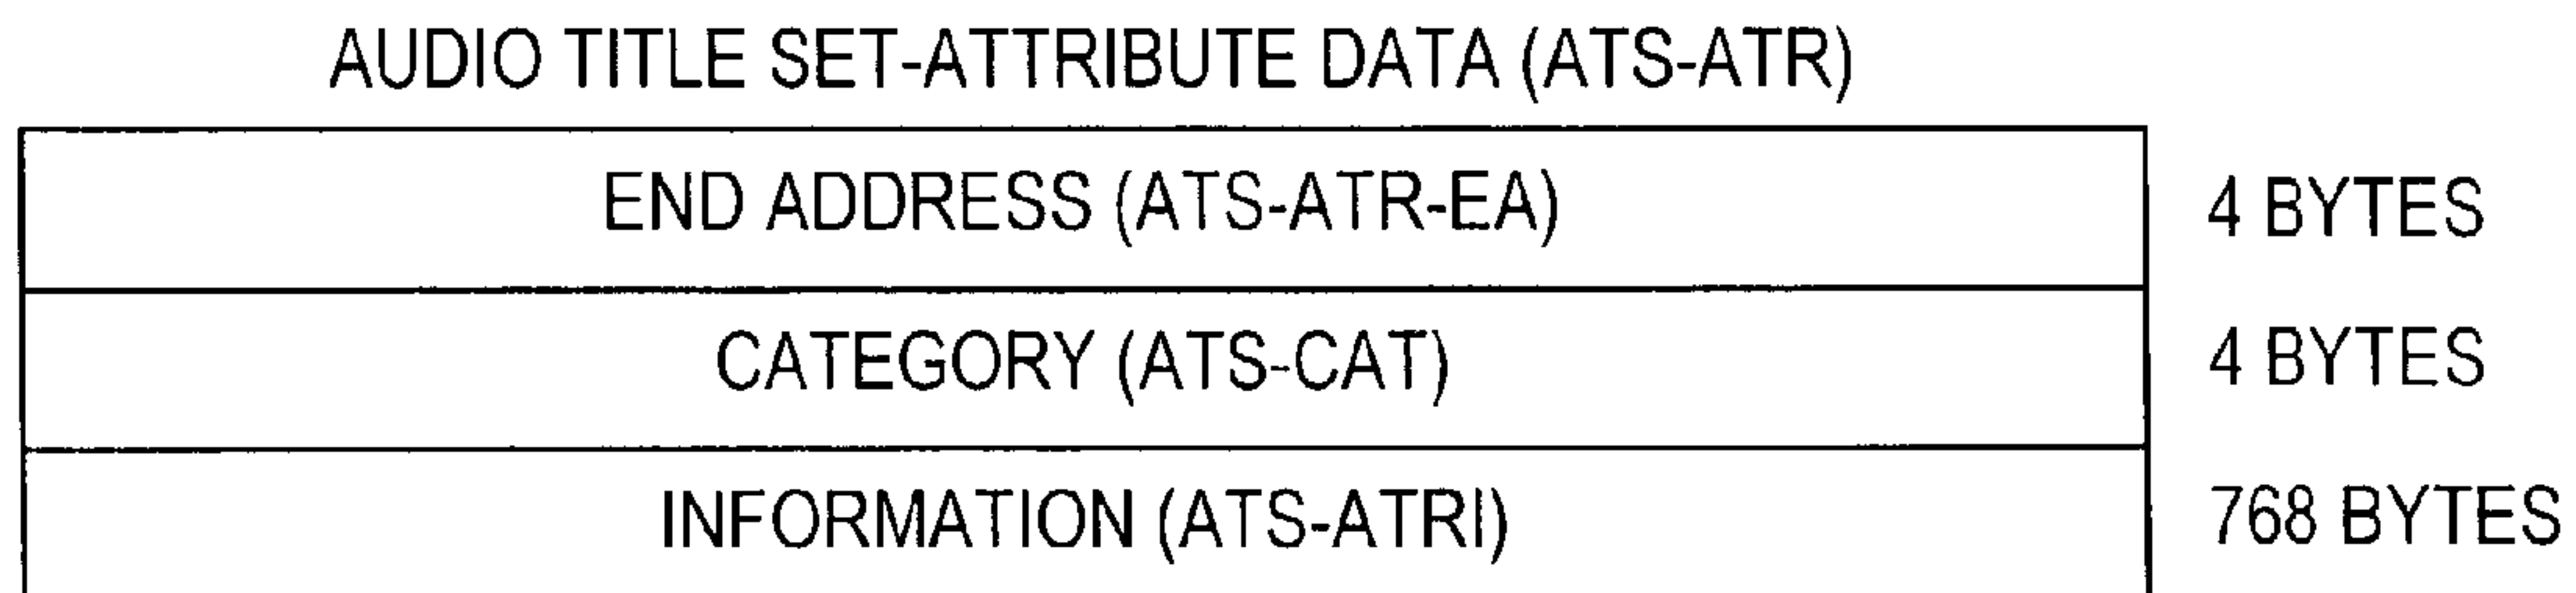 AUDIO TITLE SET-ATTRIBUTE DATA (ATS-ATR)
END ADDRESS (ATS-ATR-EA) 4 BYTES
CATEGORY (ATS-CAT) 4 BYTES
INFORMATION (ATS-ATRI) 768 BYTES